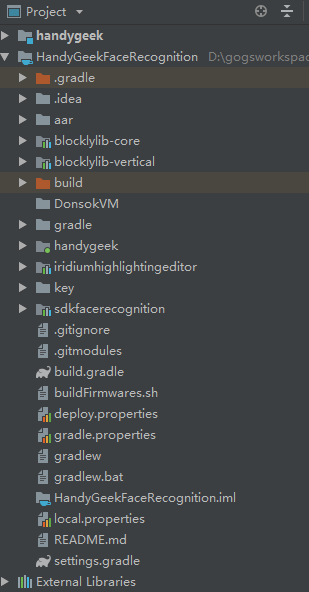 Project
handygeek
HandyGeekFaceRecognition D:\gogsworkspac
.gradle
.idea
aar
blocklylib-core
blocklylib-vertical
build
DonsokVM
gradle
handygeek
iridiumhighlightingeditor
key
sdkfacerecognition
.gitignore
.gitmodules
build.gradle
buildFirmwares.sh
deploy.properties
gradle.properties
gradlew
gradlew.bat
HandyGeekFaceRecognition.iml
local.properties
README.md
settings.gradle
External Libraries